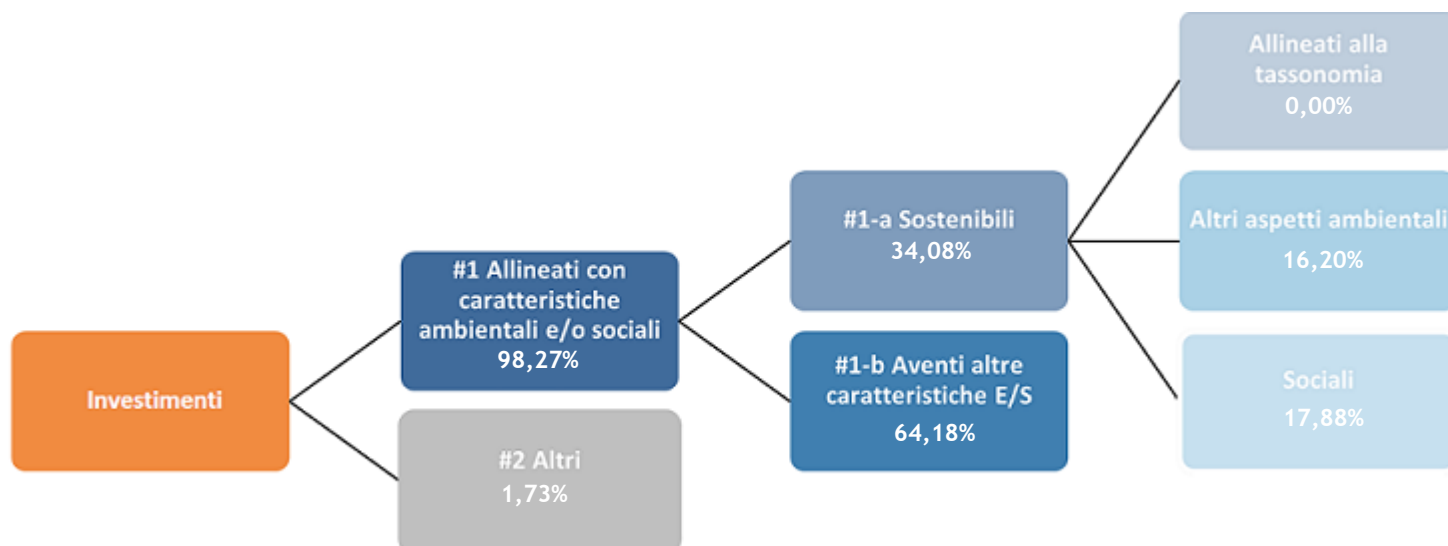 Investimenti
#1 Allineati con
caratteristiche
ambientali e/o sociali
98,27%
#2 Altri
1,73%
#1-a Sostenibili
34,08%
#1-b Aventi altre
caratteristiche E/S
64,18%
Allineati alla
tassonomia
0,00%
Altri aspetti ambientali
16,20%
Sociali
17,88%